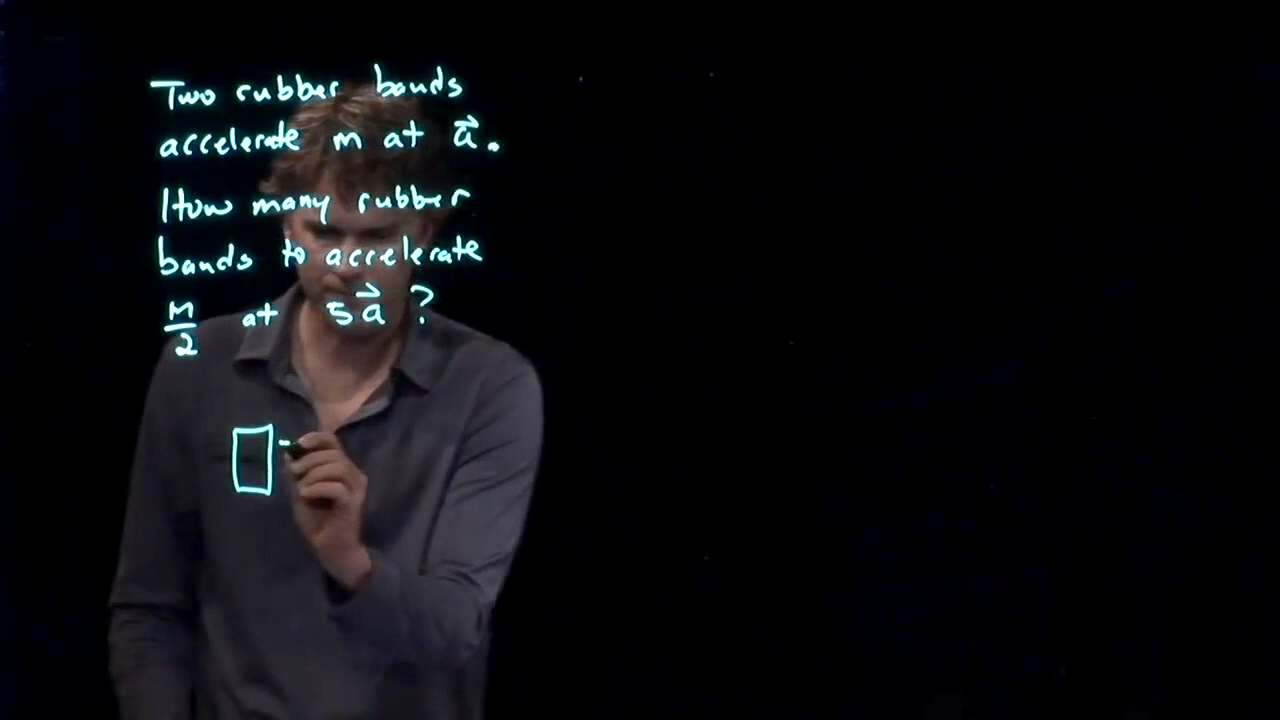 Two rubber bands
accelerate m at a⃗.
How many rubber
bands to accelerate
m/2 at 5a⃗ ?